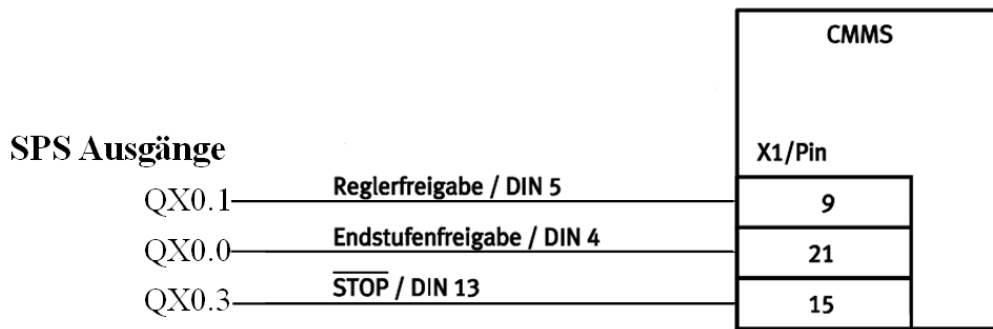 CMMS
SPS Ausgänge
X1/Pin
QX0.1 Reglerfreigabe / DIN 5 9
QX0.0 Endstufenfreigabe / DIN 4 21
QX0.3 STOP / DIN 13 15